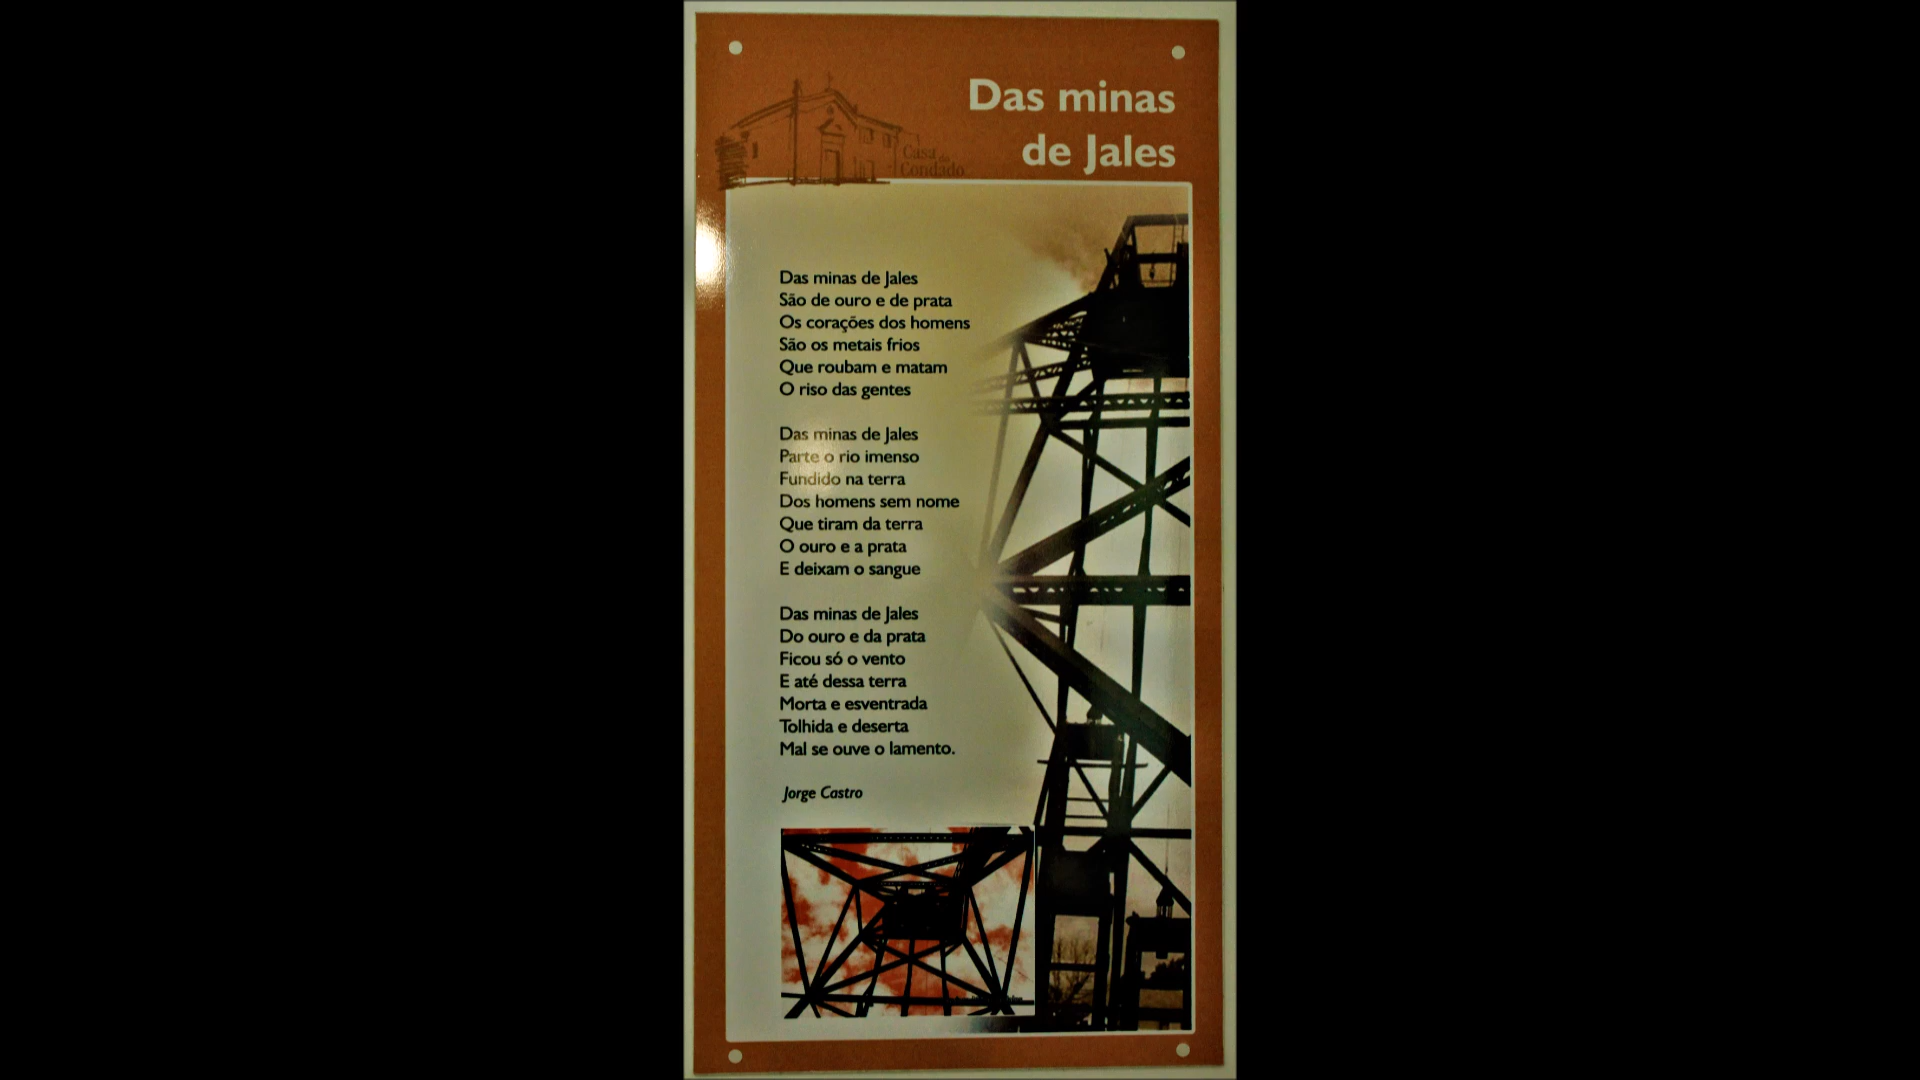 Das minas
de Jales
Casa do
Condado
Das minas de Jales
São de ouro e de prata
Os corações dos homens
São os metais frios
Que roubam e matam
O riso das gentes
Das minas de Jales
Parte o rio imenso
Fundido na terra
Dos homens sem nome
Que tiram da terra
O ouro e a prata
E deixam o sangue
Das minas de Jales
Do ouro e da prata
Ficou só o vento
E até dessa terra
Morta e esventrada
Tolhida e deserta
Mal se ouve o lamento.
Jorge Castro